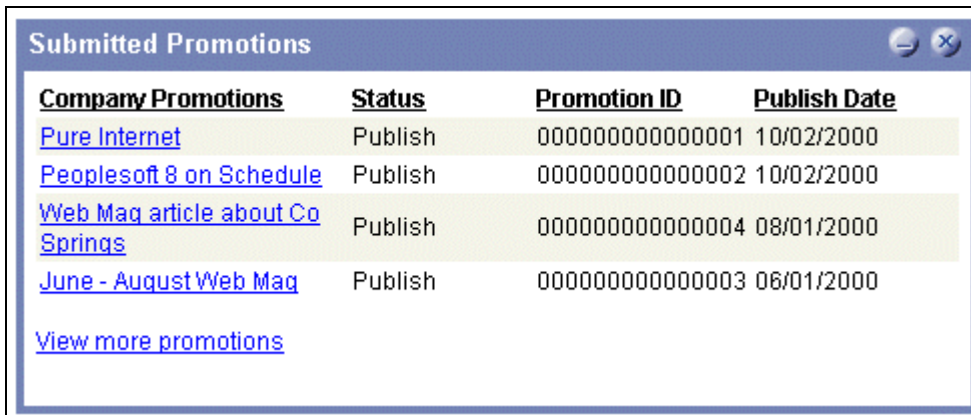 Submitted Promotions
Company Promotions Status Promotion ID Publish Date
Pure Internet Publish 000000000000001 10/02/2000
Peoplesoft 8 on Schedule Publish 000000000000002 10/02/2000
Web Mag article about Co
Springs Publish 000000000000004 08/01/2000
June - August Web Mag Publish 000000000000003 06/01/2000
View more promotions